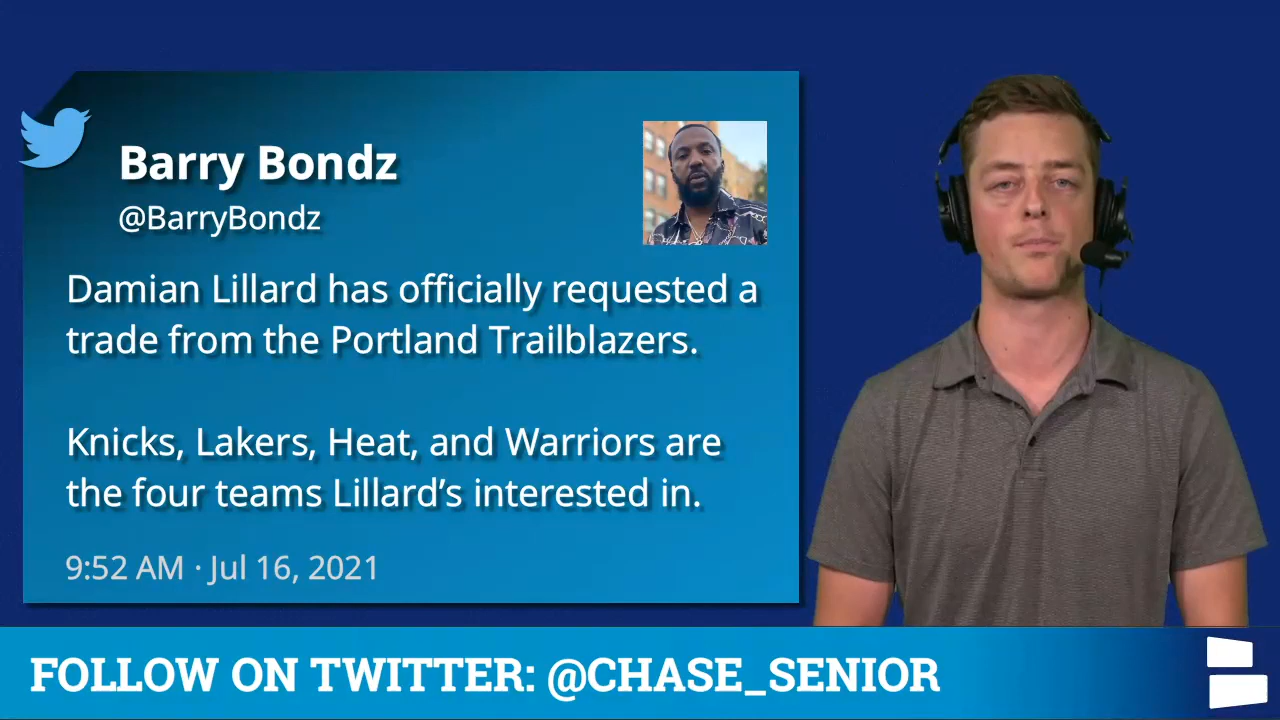 Barry Bondz
@BarryBondz
Damian Lillard has officially requested a
trade from the Portland Trailblazers.
Knicks, Lakers, Heat, and Warriors are
the four teams Lillard's interested in.
9:52 AM · Jul 16, 2021
FOLLOW ON TWITTER: @CHASE_SENIOR